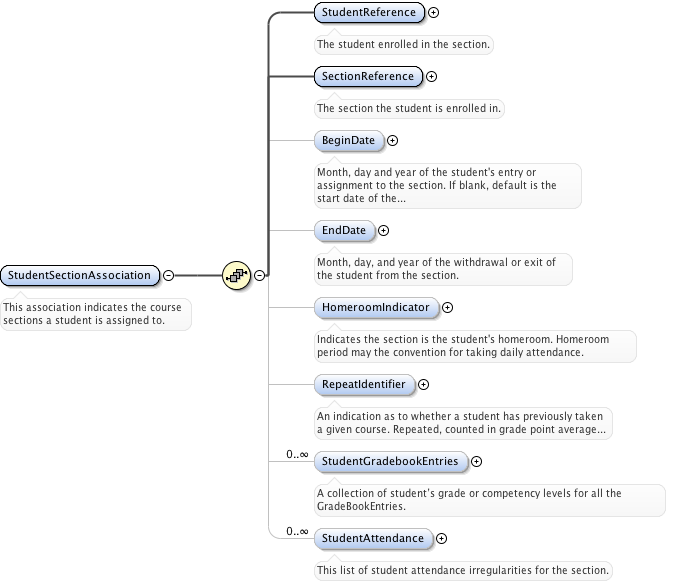 StudentReference
The student enrolled in the section.
SectionReference
The section the student is enrolled in.
BeginDate
Month, day and year of the student's entry or
assignment to the section. If blank, default is the
start date of the...
EndDate
Month, day, and year of the withdrawal or exit of
the student from the section.
StudentSectionAssociation
This association indicates the course
sections a student is assigned to.
HomeroomIndicator
Indicates the section is the student's homeroom. Homeroom
period may the convention for taking daily attendance.
RepeatIdentifier
An indication as to whether a student has previously taken
a given course. Repeated, counted in grade point average...
0..∞
StudentGradebookEntries
A collection of student's grade or competency levels for all the
GradeBookEntries.
0..∞
StudentAttendance
This list of student attendance irregularities for the section.